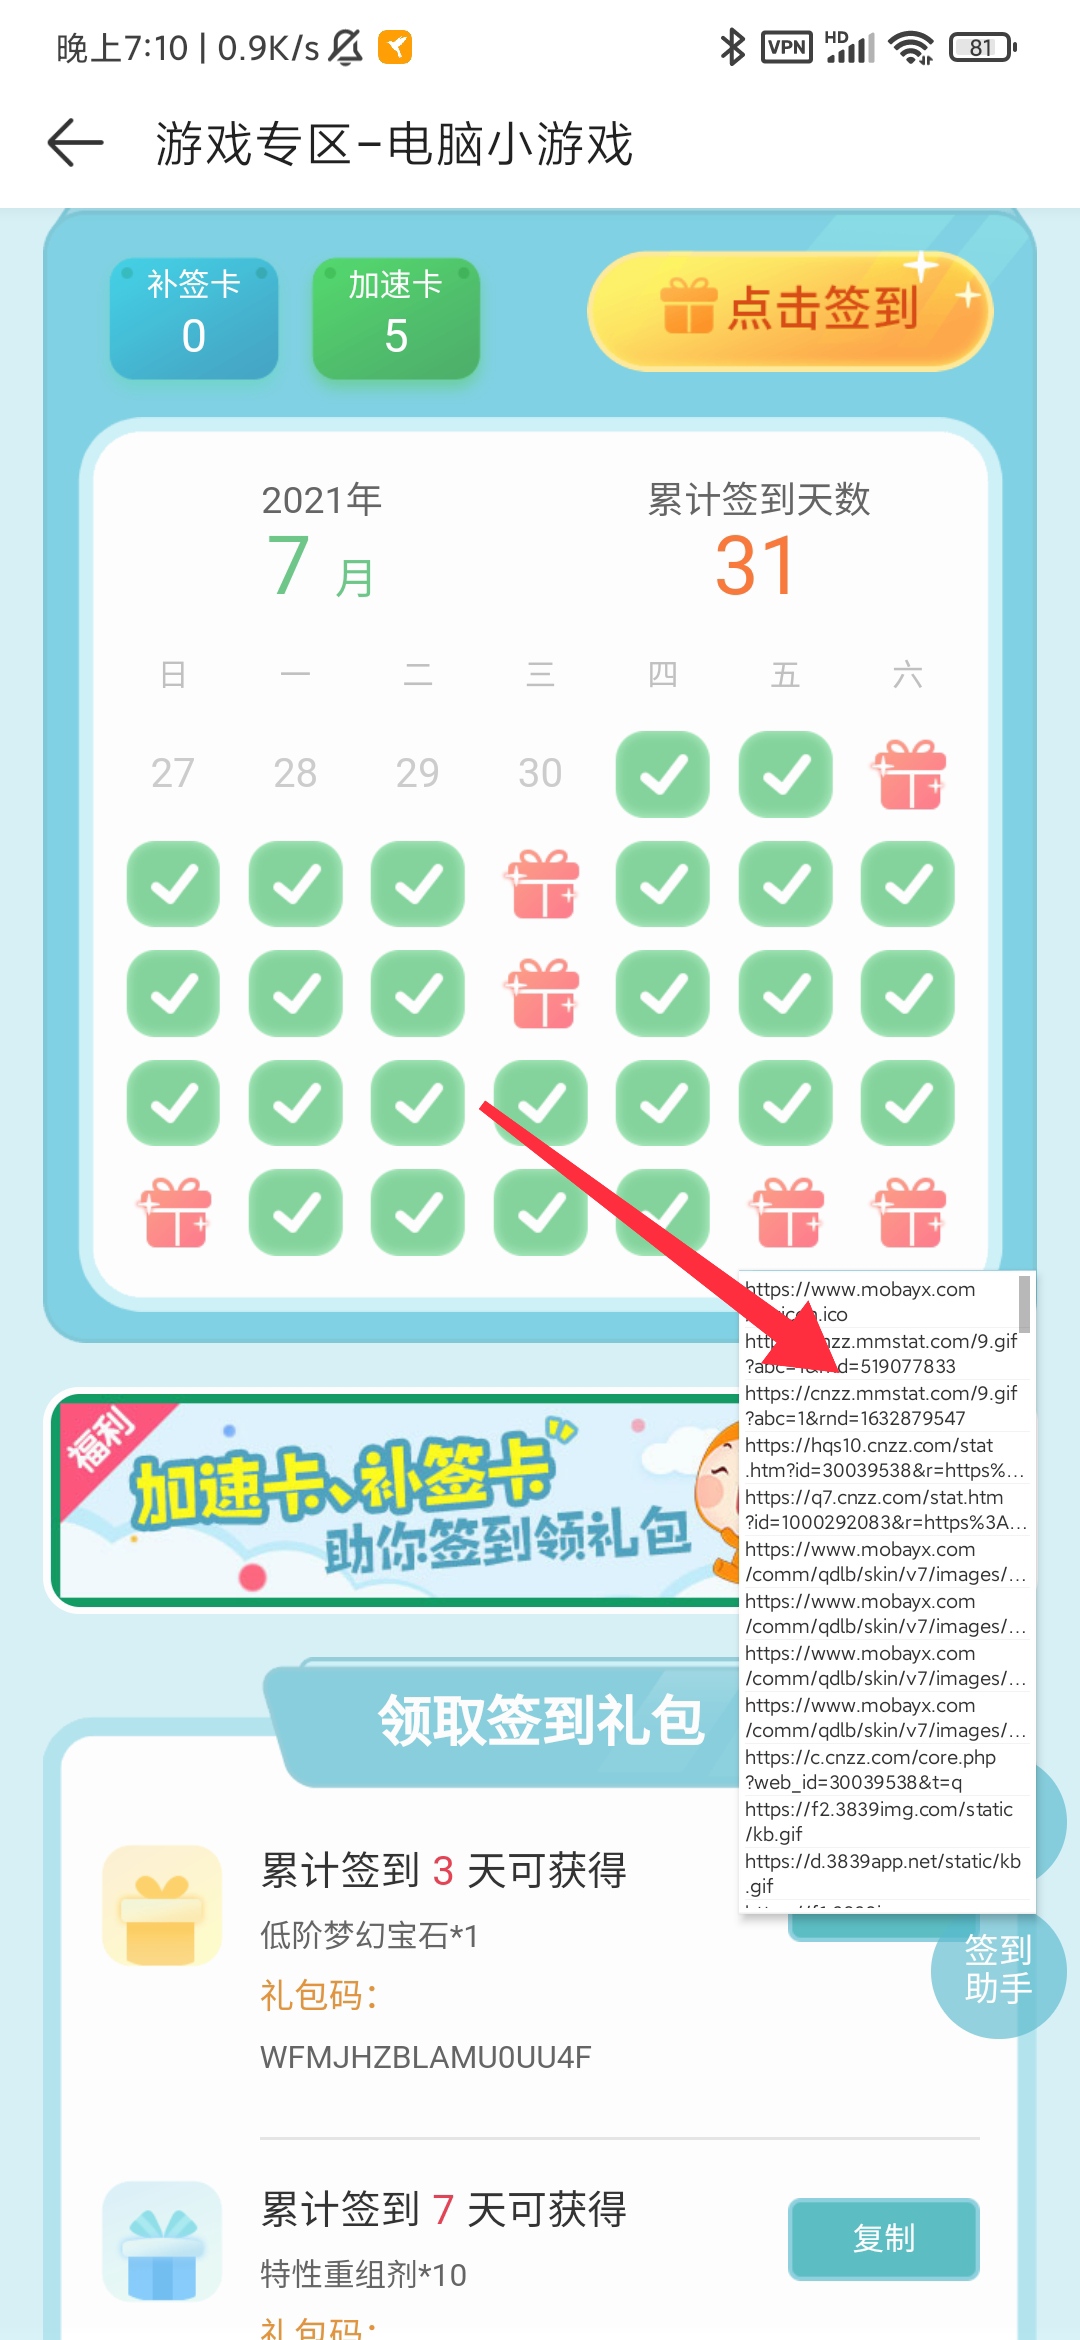 晚上7:10 | 0.9K/s
VPN
HD
81
游戏专区-电脑小游戏
补签卡
0
加速卡
5
点击签到
2021年
7 月
累计签到天数
31
日 一 二 三 四 五 六
27 28 29 30
https://www.mobayx.com
.ico
?abc=1&rnd=519077833
https://cnzz.mmstat.com/9.gif
?abc=1&rnd=1632879547
https://hqs10.cnzz.com/stat
.htm?id=30039538&r=https%...
https://q7.cnzz.com/stat.htm
?id=1000292083&r=https%3A...
https://www.mobayx.com
/comm/qdlb/skin/v7/images/...
https://www.mobayx.com
/comm/qdlb/skin/v7/images/...
https://www.mobayx.com
/comm/qdlb/skin/v7/images/...
https://www.mobayx.com
/comm/qdlb/skin/v7/images/...
https://c.cnzz.com/core.php
?web_id=30039538&t=q
https://f2.3839img.com/static
/kb.gif
https://d.3839app.net/static/kb
.gif
福利
加速卡、补签卡
助你签到领礼包
领取签到礼包
累计签到 3 天可获得
低阶梦幻宝石*1
礼包码：
WFMJHZBLAMU0UU4F
签到
助手
累计签到 7 天可获得
特性重组剂*10
复制
礼包码：